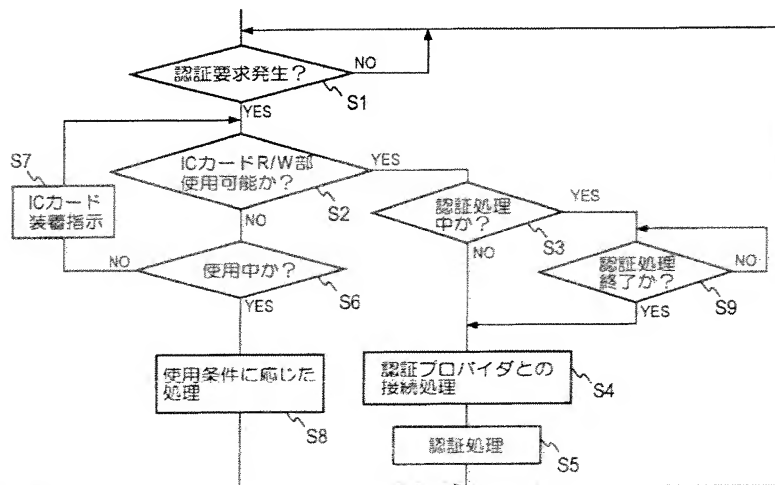 認証要求発生？
NO
S1
YES
S7
ICカードR/W部
使用可能か？
YES
S2
ICカード
装着指示
NO
認証処理
中か？
YES
S3
NO
使用中か？
NO
S6
YES
認証処理
終了か？
NO
S9
YES
使用条件に応じた
処理
S8
認証プロバイダとの
接続処理
S4
認証処理
S5